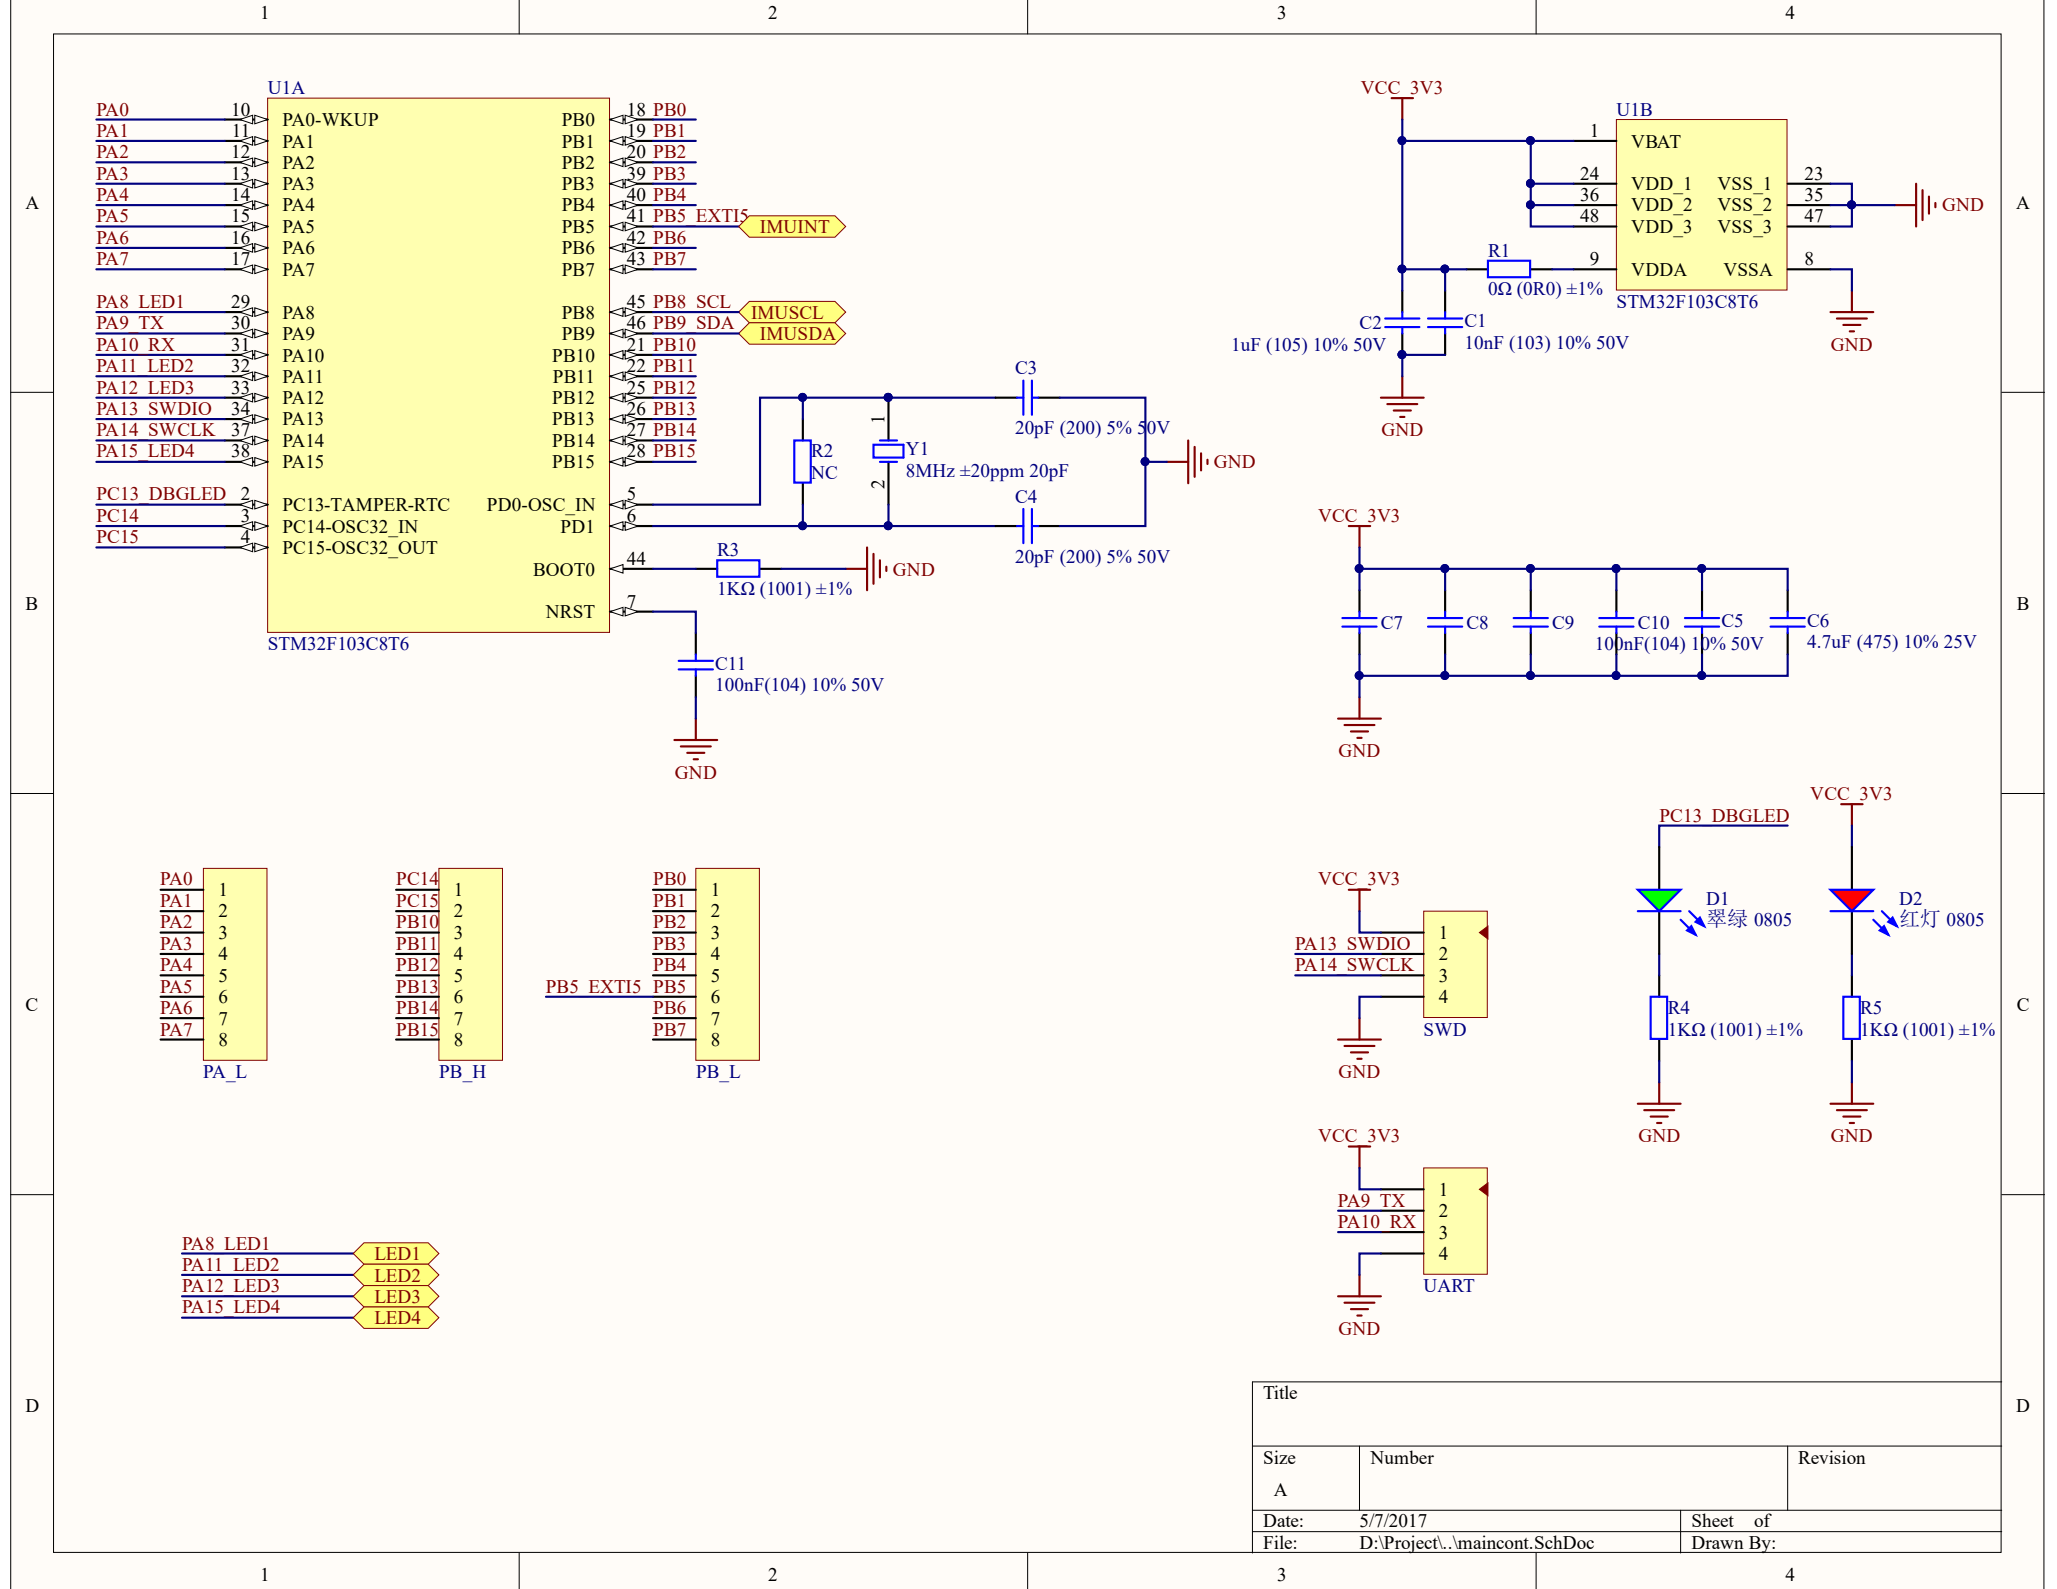 1 2 3 4
A
B
C
D
A
B
C
D
U1A
PA0 10 PA0-WKUP PB0 18 PB0
PA1 11 PA1 PB1 19 PB1
PA2 12 PA2 PB2 20 PB2
PA3 13 PA3 PB3 39 PB3
PA4 14 PA4 PB4 40 PB4
PA5 15 PA5 PB5 41 PB5_EXTI5 IMUINT
PA6 16 PA6 PB6 42 PB6
PA7 17 PA7 PB7 43 PB7
PA8_LED1 29 PA8 PB8 45 PB8_SCL IMUSCL
PA9_TX 30 PA9 PB9 46 PB9_SDA IMUSDA
PA10_RX 31 PA10 PB10 21 PB10
PA11_LED2 32 PA11 PB11 22 PB11
PA12_LED3 33 PA12 PB12 25 PB12
PA13_SWDIO 34 PA13 PB13 26 PB13
PA14_SWCLK 37 PA14 PB14 27 PB14
PA15_LED4 38 PA15 PB15 28 PB15
PC13_DBGLED 2 PC13-TAMPER-RTC PD0-OSC_IN 5
PC14 3 PC14-OSC32_IN PD1 6
PC15 4 PC15-OSC32_OUT
BOOT0 44
NRST 7
STM32F103C8T6
C3
20pF (200) 5% 50V
R2
NC
1
Y1
8MHz ±20ppm 20pF
2
GND
C4
20pF (200) 5% 50V
R3
1KΩ (1001) ±1%
GND
C11
100nF(104) 10% 50V
GND
VCC_3V3
U1B
1 VBAT
24 VDD_1 VSS_1 23
36 VDD_2 VSS_2 35
48 VDD_3 VSS_3 47
9 VDDA VSSA 8
STM32F103C8T6
GND
GND
R1
0Ω (0R0) ±1%
C2
1uF (105) 10% 50V
C1
10nF (103) 10% 50V
GND
VCC_3V3
C7 C8 C9 C10 C5 C6
100nF(104) 10% 50V
4.7uF (475) 10% 25V
GND
PA0 1
PA1 2
PA2 3
PA3 4
PA4 5
PA5 6
PA6 7
PA7 8
PA_L
PC14 1
PC15 2
PB10 3
PB11 4
PB12 5
PB13 6
PB14 7
PB15 8
PB_H
PB0 1
PB1 2
PB2 3
PB3 4
PB4 5
PB5_EXTI5 PB5 6
PB6 7
PB7 8
PB_L
VCC_3V3
1
PA13_SWDIO 2
PA14_SWCLK 3
4
SWD
GND
PC13_DBGLED
D1
翠绿 0805
R4
1KΩ (1001) ±1%
GND
VCC_3V3
D2
红灯 0805
R5
1KΩ (1001) ±1%
GND
VCC_3V3
1
PA9_TX 2
PA10_RX 3
4
UART
GND
PA8_LED1 LED1
PA11_LED2 LED2
PA12_LED3 LED3
PA15_LED4 LED4
Title
Size Number Revision
A
Date: 5/7/2017 Sheet of
File: D:\Project\..\maincont.SchDoc Drawn By:
1 2 3 4